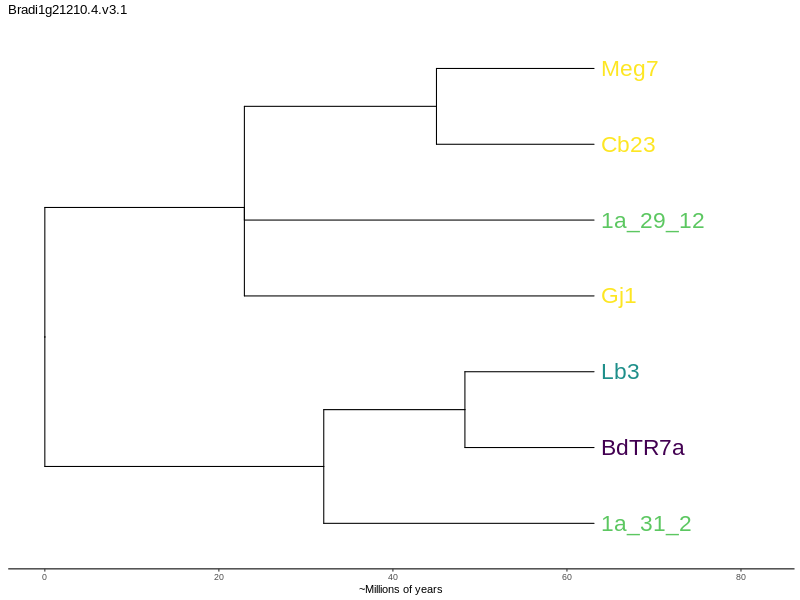 Bradi1g21210.4.v3.1
Meg7
Cb23
1a_29_12
Gj1
Lb3
BdTR7a
1a_31_2
0 20 40 60 80
~Millions of years